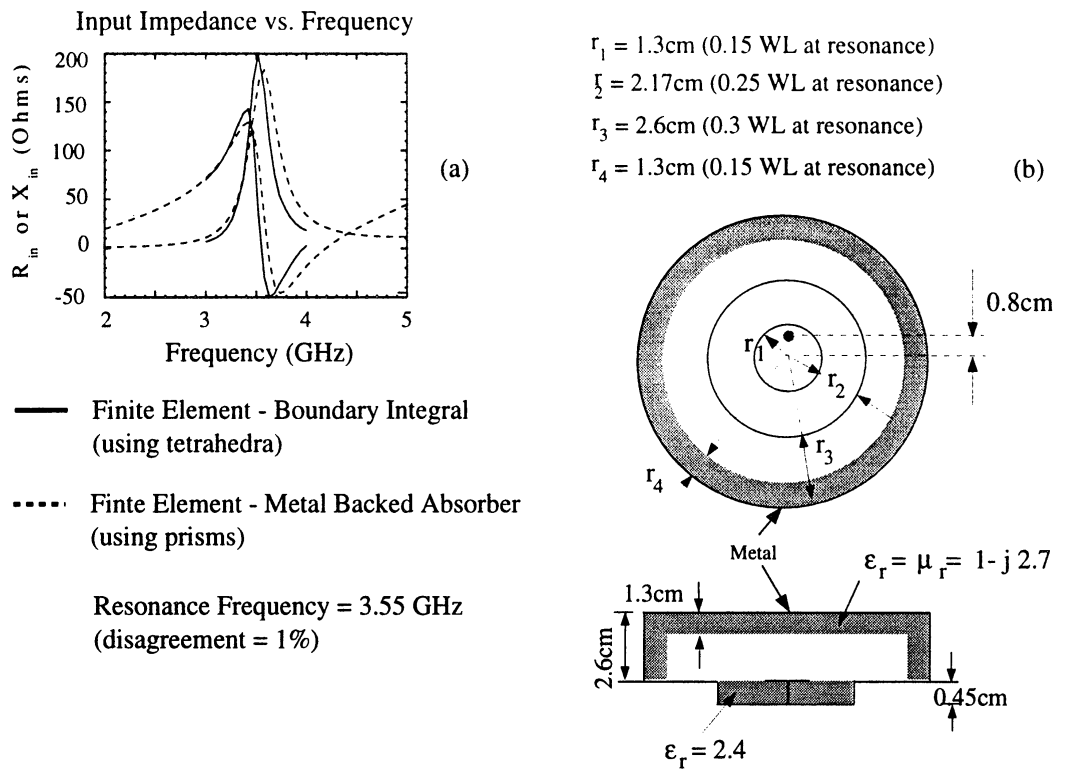 Input Impedance vs. Frequency
R in or X in (Ohms)
200
150
100
50
0
-50
2
3
4
5
Frequency (GHz)
(a)
Finite Element - Boundary Integral
(using tetrahedra)
Finte Element - Metal Backed Absorber
(using prisms)
Resonance Frequency = 3.55 GHz
(disagreement = 1%)
r1 = 1.3cm (0.15 WL at resonance)
r2 = 2.17cm (0.25 WL at resonance)
r3 = 2.6cm (0.3 WL at resonance)
r4 = 1.3cm (0.15 WL at resonance)
(b)
0.8cm
r1
r2
r3
r4
Metal
εr = μr = 1- j 2.7
1.3cm
2.6cm
0.45cm
εr = 2.4